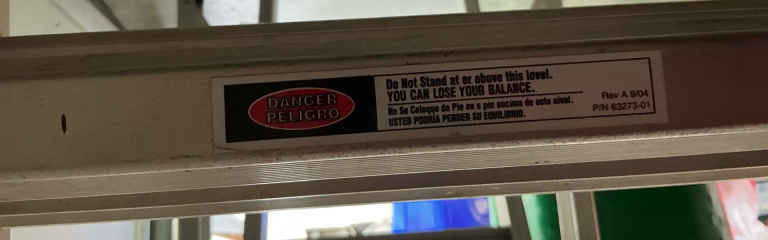 DANGER
PELIGRO
Do Not Stand at or above this level.
YOU CAN LOSE YOUR BALANCE.
No Se Coloque de Pie en o por encima de este nivel.
USTED PODRIA PERDER SU EQUILIBRIO.
Rev A 9/04
P/N 63273-01